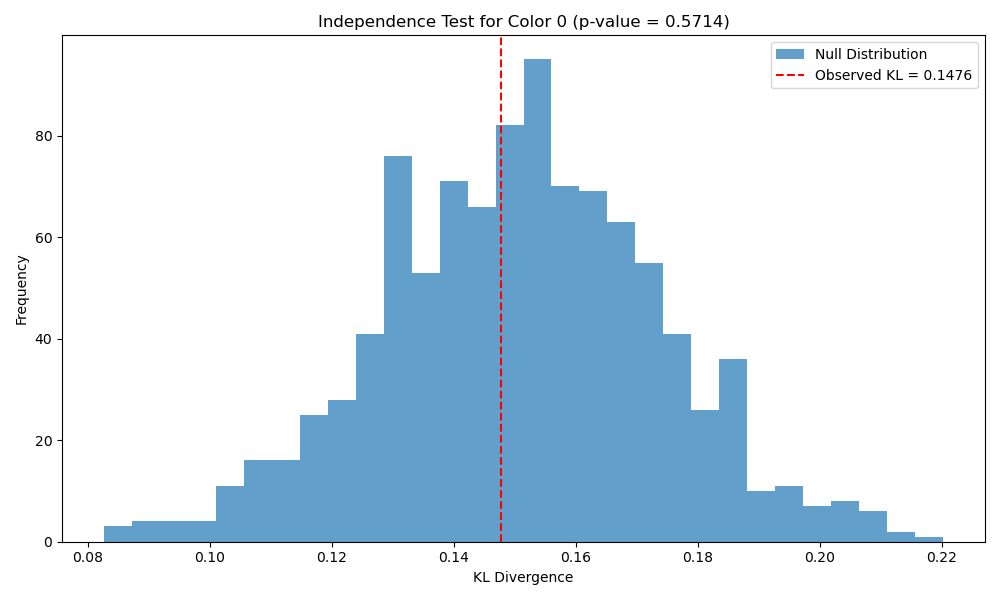 Independence Test for Color 0 (p-value = 0.5714)
Null Distribution
Observed KL = 0.1476
Frequency
80
60
40
20
0
0.08 0.10 0.12 0.14 0.16 0.18 0.20 0.22
KL Divergence